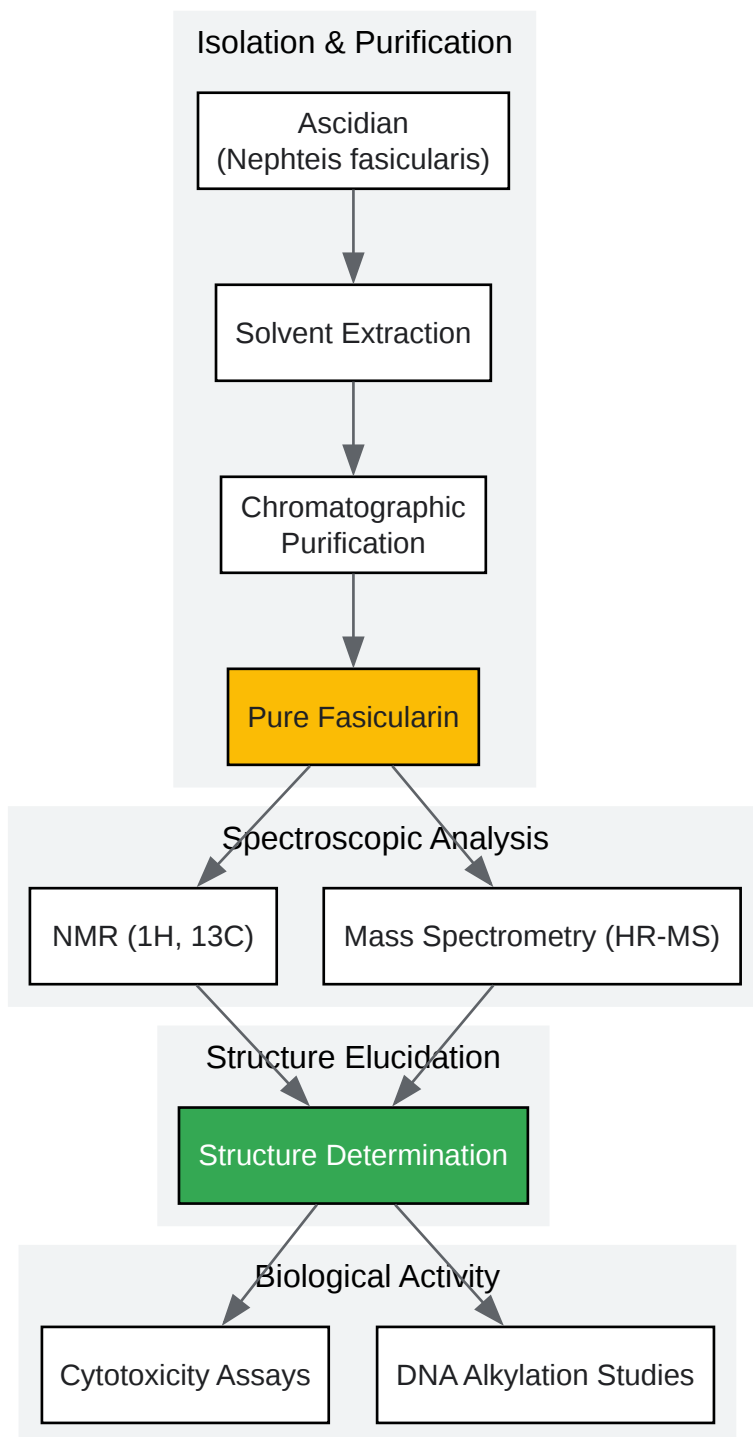 Isolation & Purification
Ascidian
(Nephteis fasicularis)
Solvent Extraction
Chromatographic
Purification
Pure Fasicularin
Spectroscopic Analysis
NMR (1H, 13C)
Mass Spectrometry (HR-MS)
Structure Elucidation
Structure Determination
Biological Activity
Cytotoxicity Assays
DNA Alkylation Studies